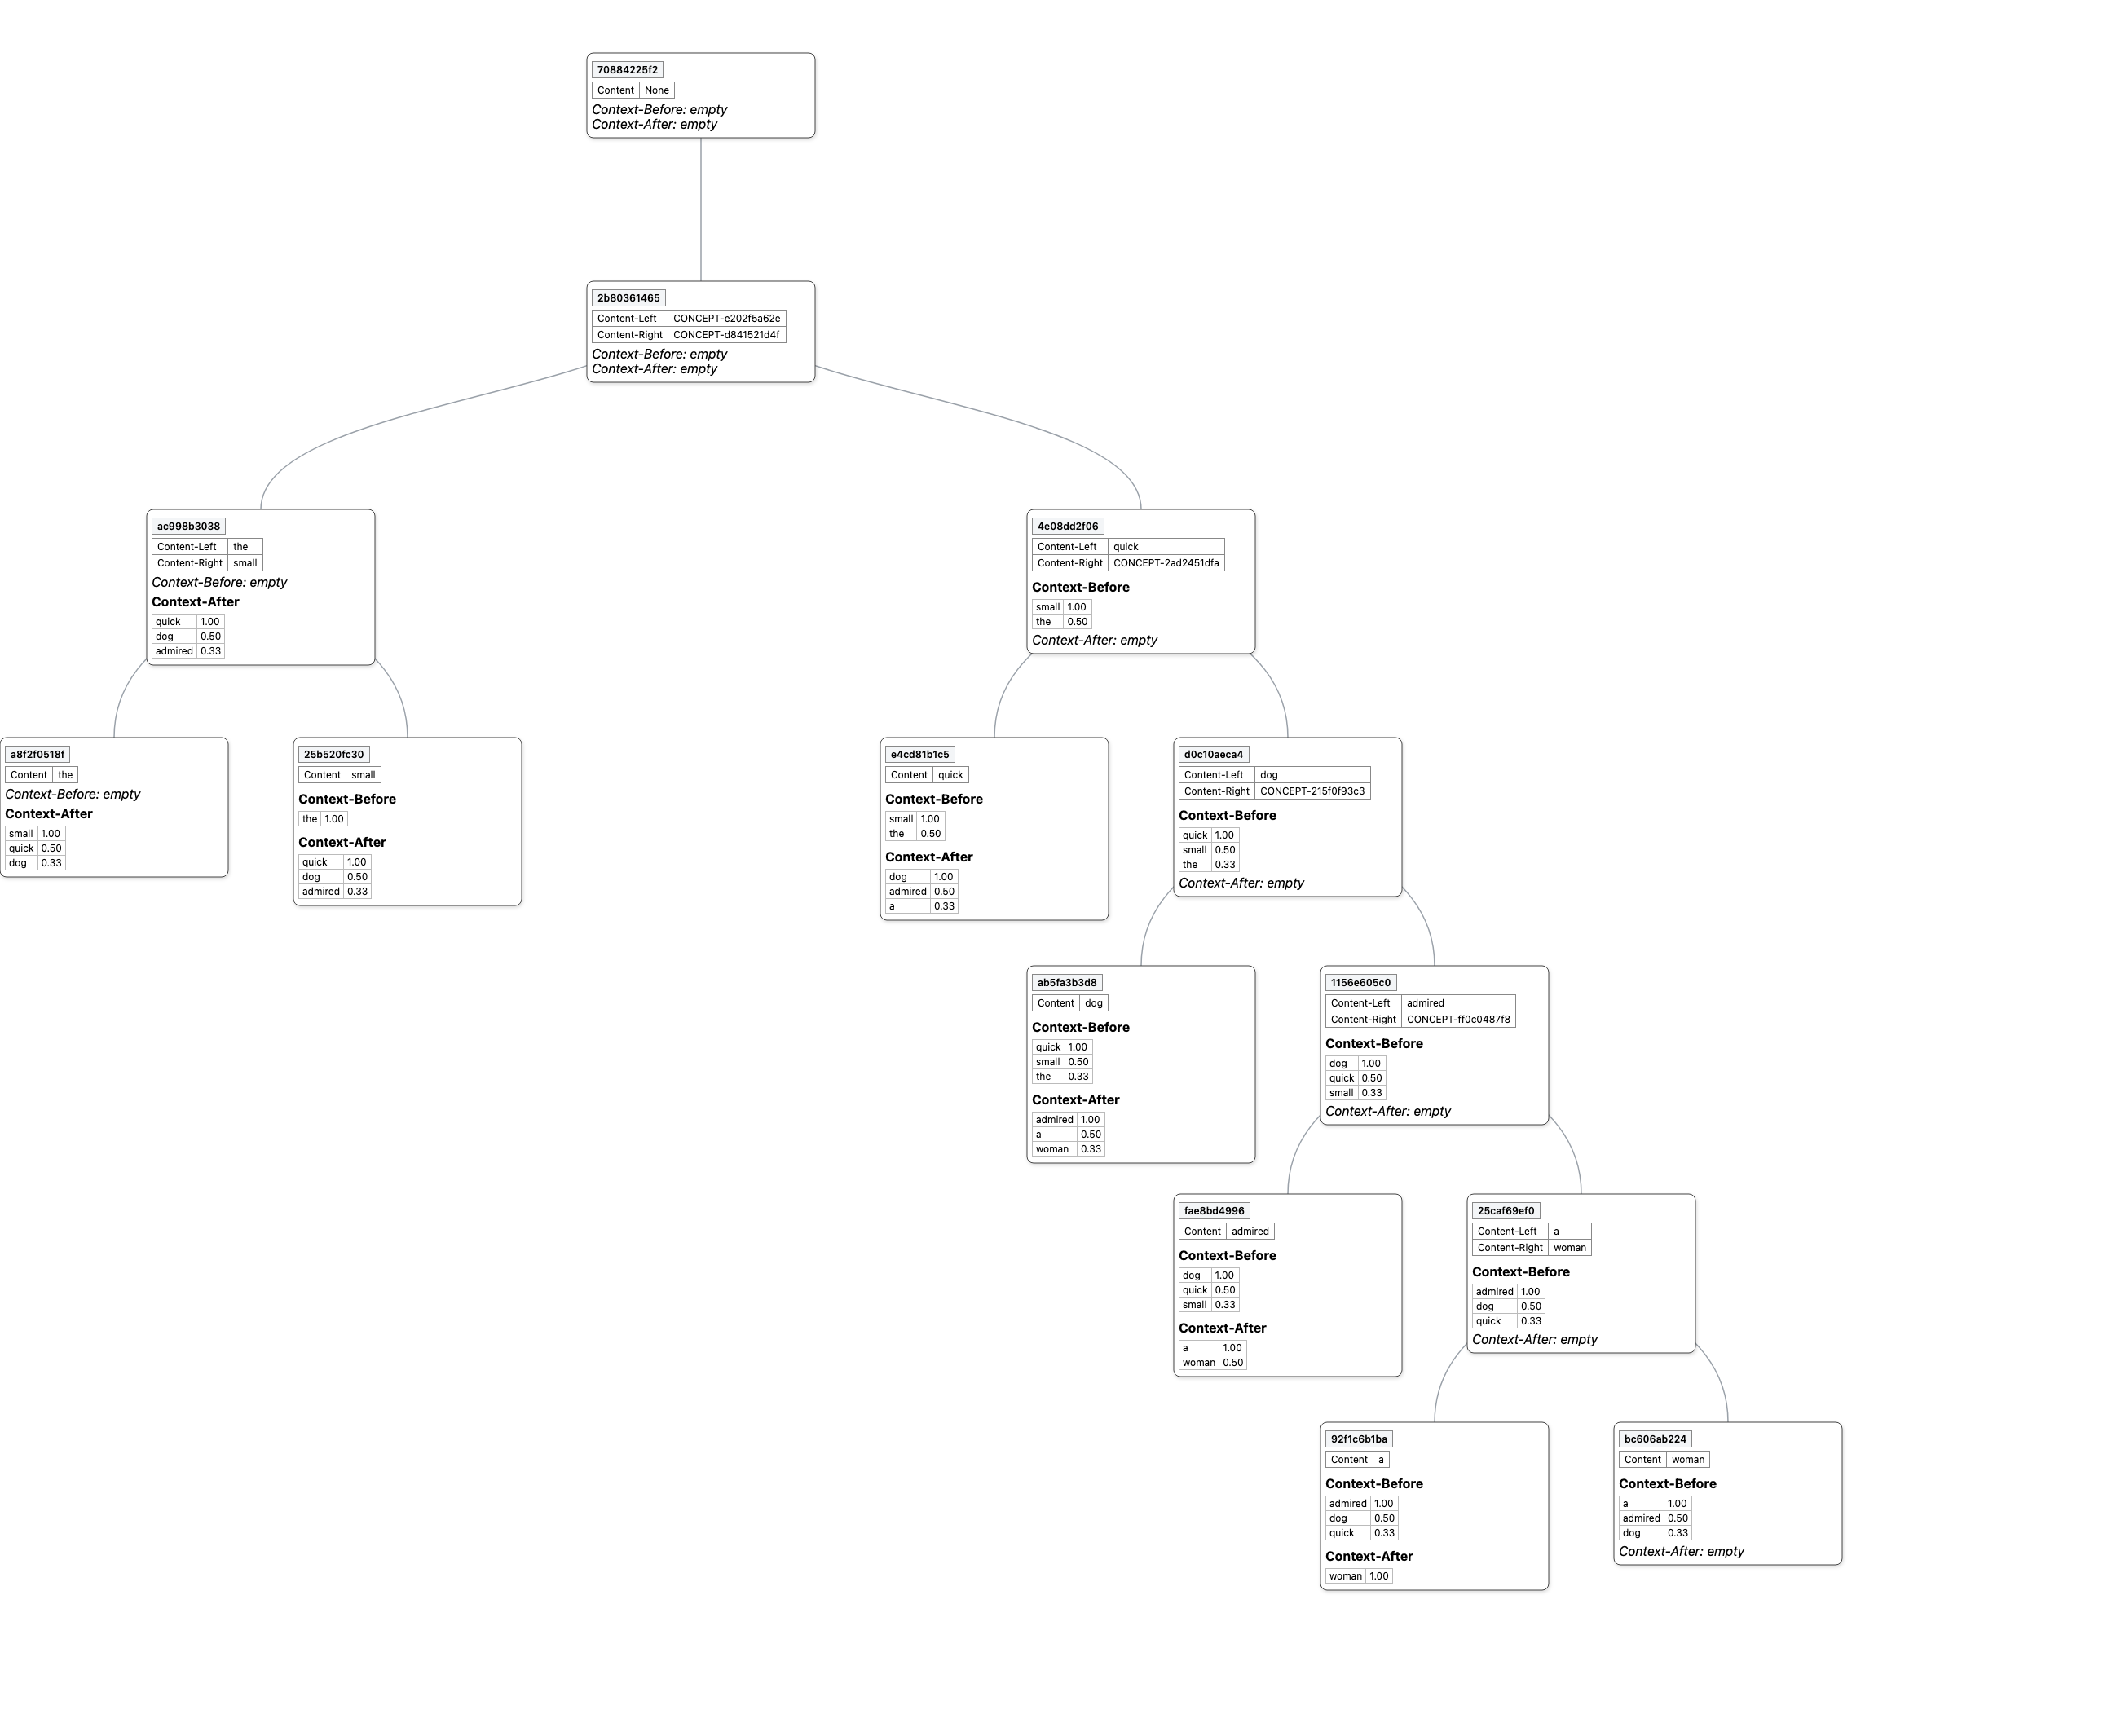 70884225f2
Content None
Context-Before: empty
Context-After: empty
2b80361465
Content-Left CONCEPT-e202f5a62e
Content-Right CONCEPT-d841521d4f
Context-Before: empty
Context-After: empty
ac998b3038
Content-Left the
Content-Right small
Context-Before: empty
Context-After
quick 1.00
dog 0.50
admired 0.33
4e08dd2f06
Content-Left quick
Content-Right CONCEPT-2ad2451dfa
Context-Before
small 1.00
the 0.50
Context-After: empty
a8f2f0518f
Content the
Context-Before: empty
Context-After
small 1.00
quick 0.50
dog 0.33
25b520fc30
Content small
Context-Before
the 1.00
Context-After
quick 1.00
dog 0.50
admired 0.33
e4cd81b1c5
Content quick
Context-Before
small 1.00
the 0.50
Context-After
dog 1.00
admired 0.50
a 0.33
d0c10aeca4
Content-Left dog
Content-Right CONCEPT-215f0f93c3
Context-Before
quick 1.00
small 0.50
the 0.33
Context-After: empty
ab5fa3b3d8
Content dog
Context-Before
quick 1.00
small 0.50
the 0.33
Context-After
admired 1.00
a 0.50
woman 0.33
1156e605c0
Content-Left admired
Content-Right CONCEPT-ff0c0487f8
Context-Before
dog 1.00
quick 0.50
small 0.33
Context-After: empty
fae8bd4996
Content admired
Context-Before
dog 1.00
quick 0.50
small 0.33
Context-After
a 1.00
woman 0.50
25caf69ef0
Content-Left a
Content-Right woman
Context-Before
admired 1.00
dog 0.50
quick 0.33
Context-After: empty
92f1c6b1ba
Content a
Context-Before
admired 1.00
dog 0.50
quick 0.33
Context-After
woman 1.00
bc606ab224
Content woman
Context-Before
a 1.00
admired 0.50
dog 0.33
Context-After: empty